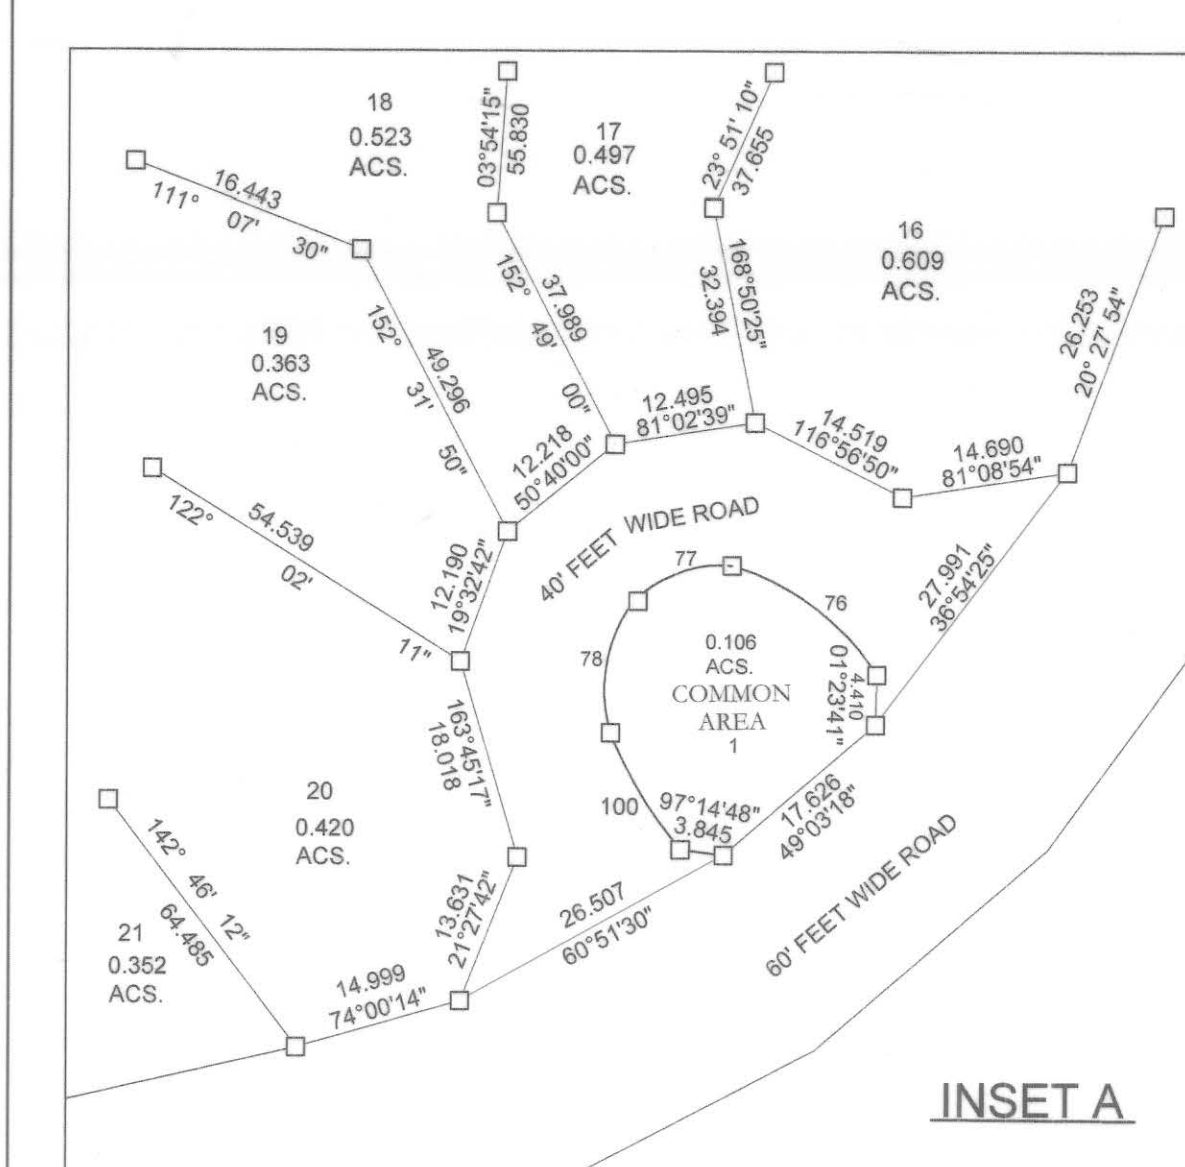 18
0.523
ACS.
03°54'15"
55.830
17
0.497
ACS.
23° 51' 10"
37.655
16.443
111° 07' 30"
16
0.609
ACS.
168°50'25"
32.394
37.989
152° 49' 00"
26.253
20° 27' 54"
19
0.363
ACS.
49.296
152° 31' 50"
12.495
81°02'39"
14.519
116°56'50"
14.690
81°08'54"
12.218
50°40'00"
54.539
122° 02' 11"
40' FEET WIDE ROAD
12.190
19°32'42"
27.991
36°54'25"
77
76
78
100
0.106
ACS.
COMMON
AREA
1
01°23'41"
4.410
163°45'17"
18.018
97°14'48"
3.845
17.626
49°03'18"
20
0.420
ACS.
142° 46' 12"
64.485
13.631
21°27'42"
26.507
60°51'30"
60' FEET WIDE ROAD
21
0.352
ACS.
14.999
74°00'14"
INSET A